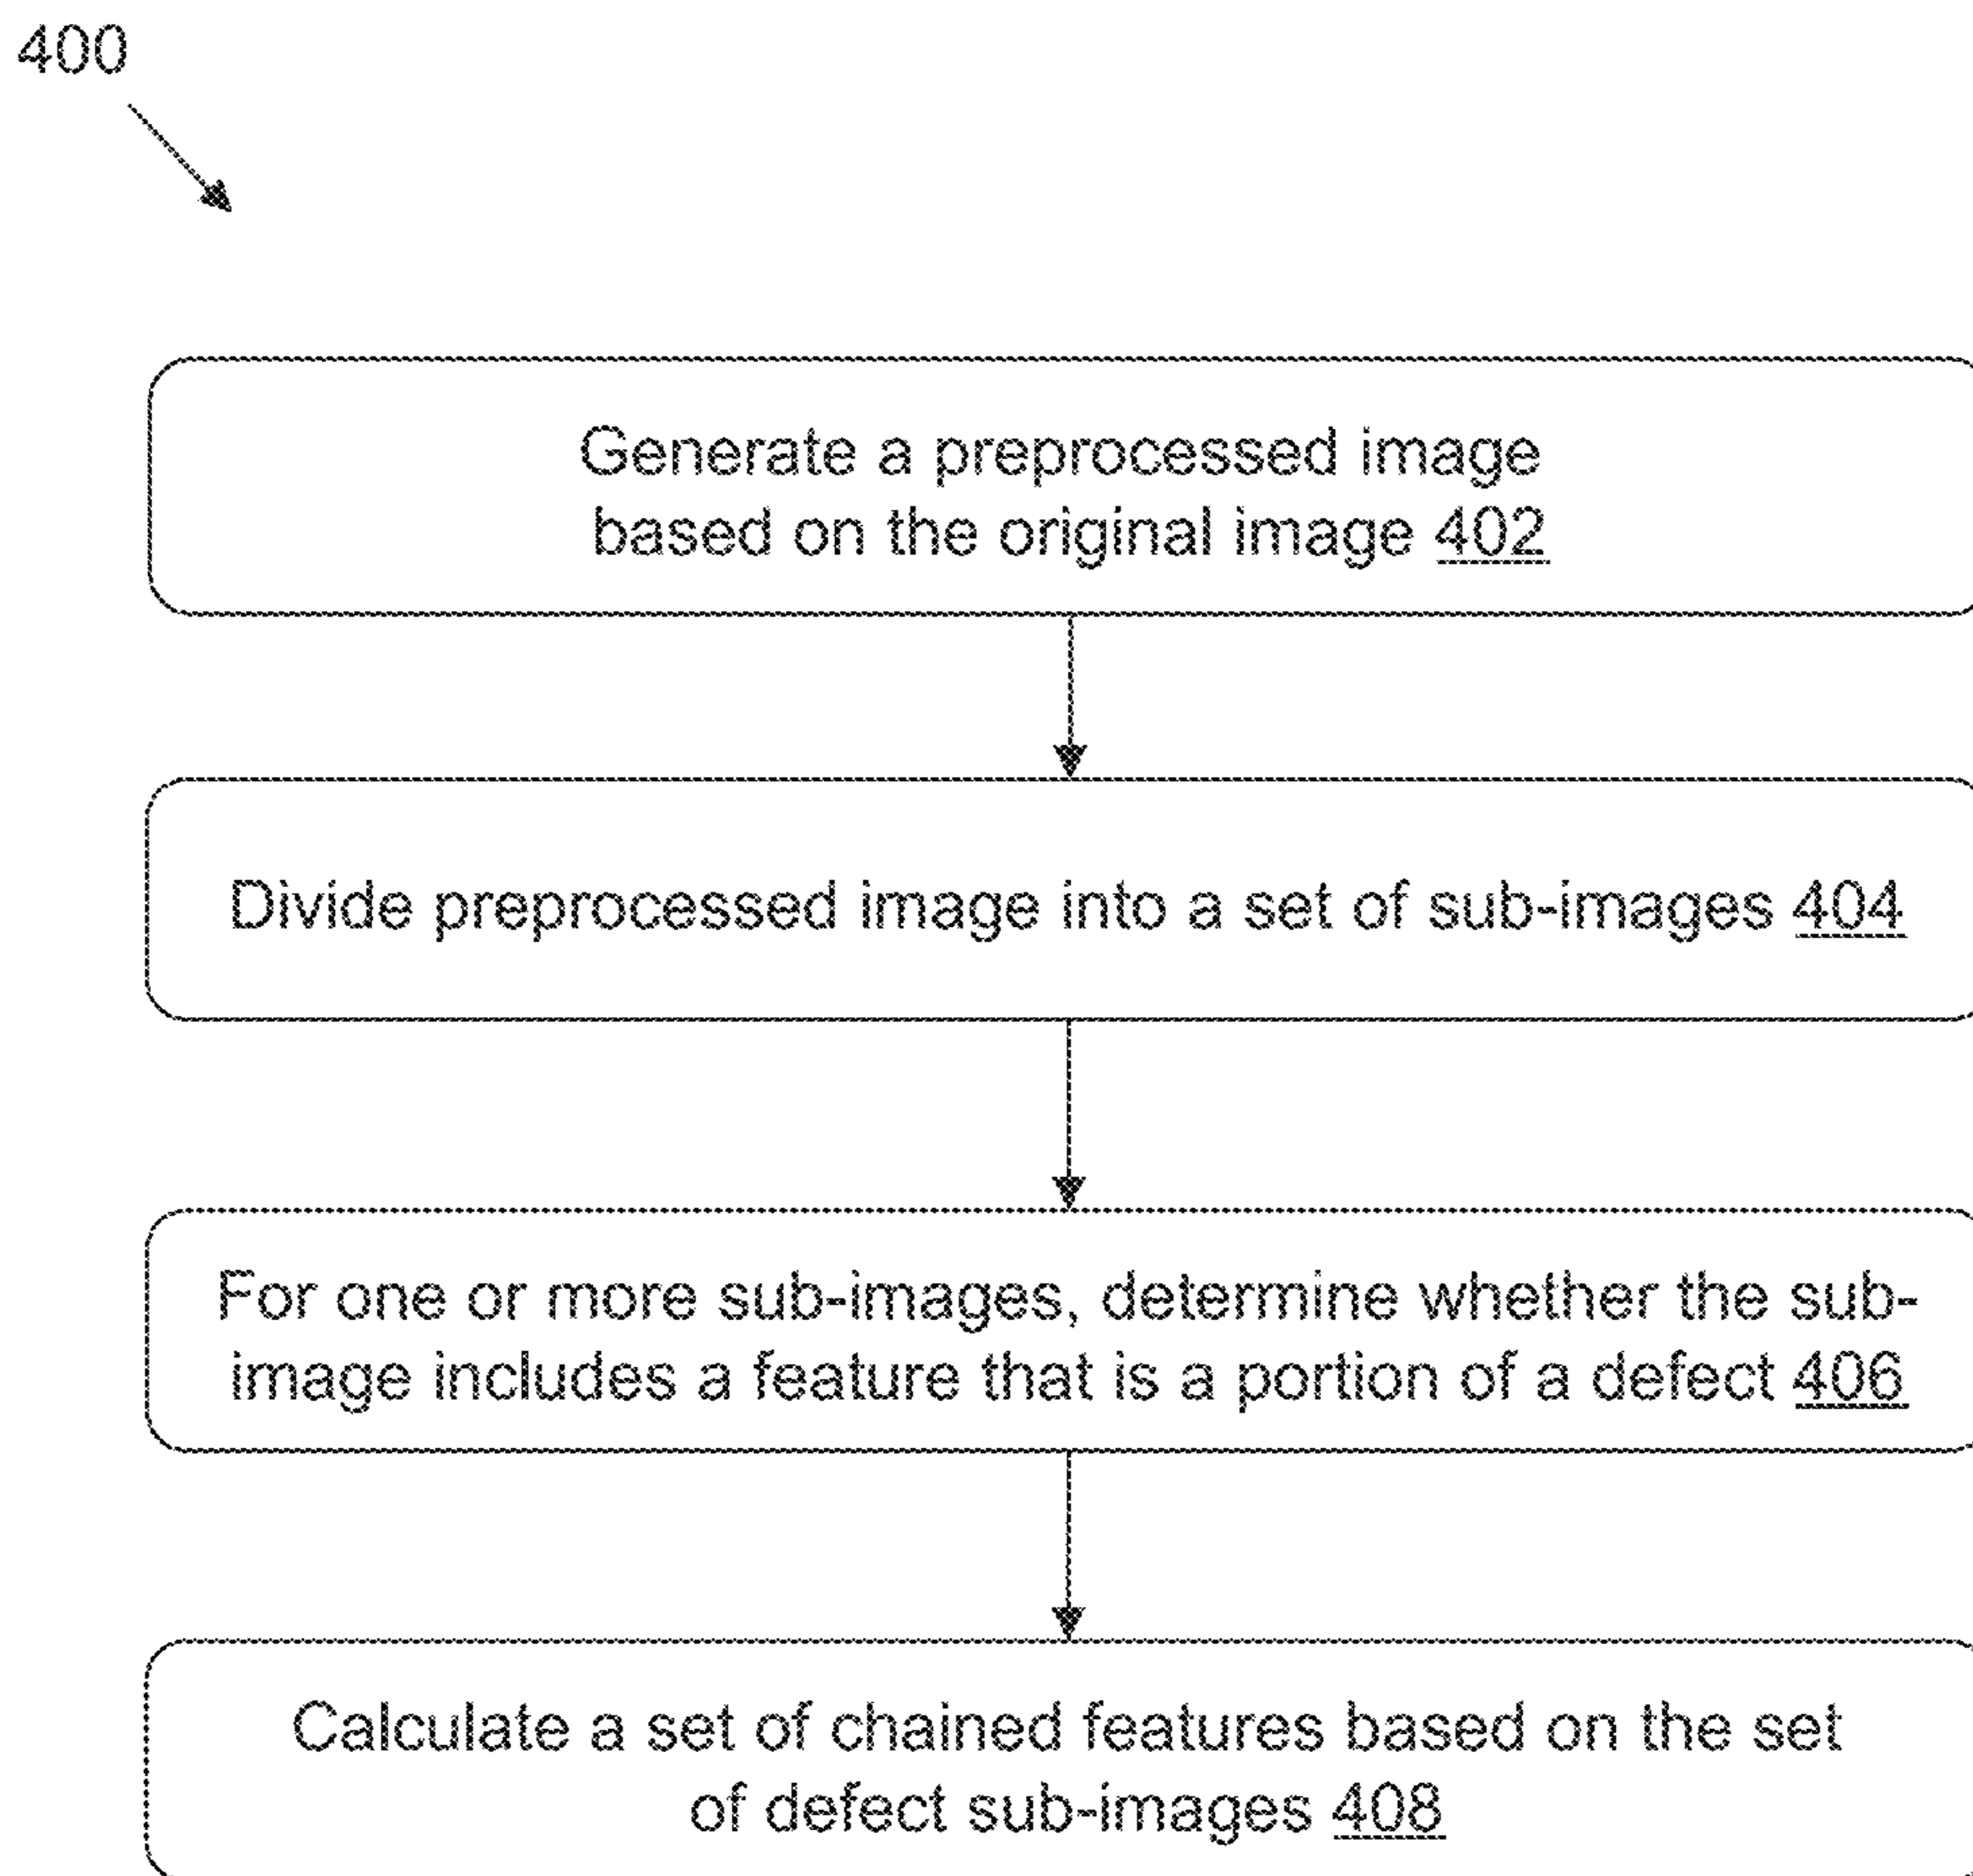 400
Generate a preprocessed image
based on the original image 402
Divide preprocessed image into a set of sub-images 404
For one or more sub-images, determine whether the sub-
image includes a feature that is a portion of a defect 406
Calculate a set of chained features based on the set
of defect sub-images 408